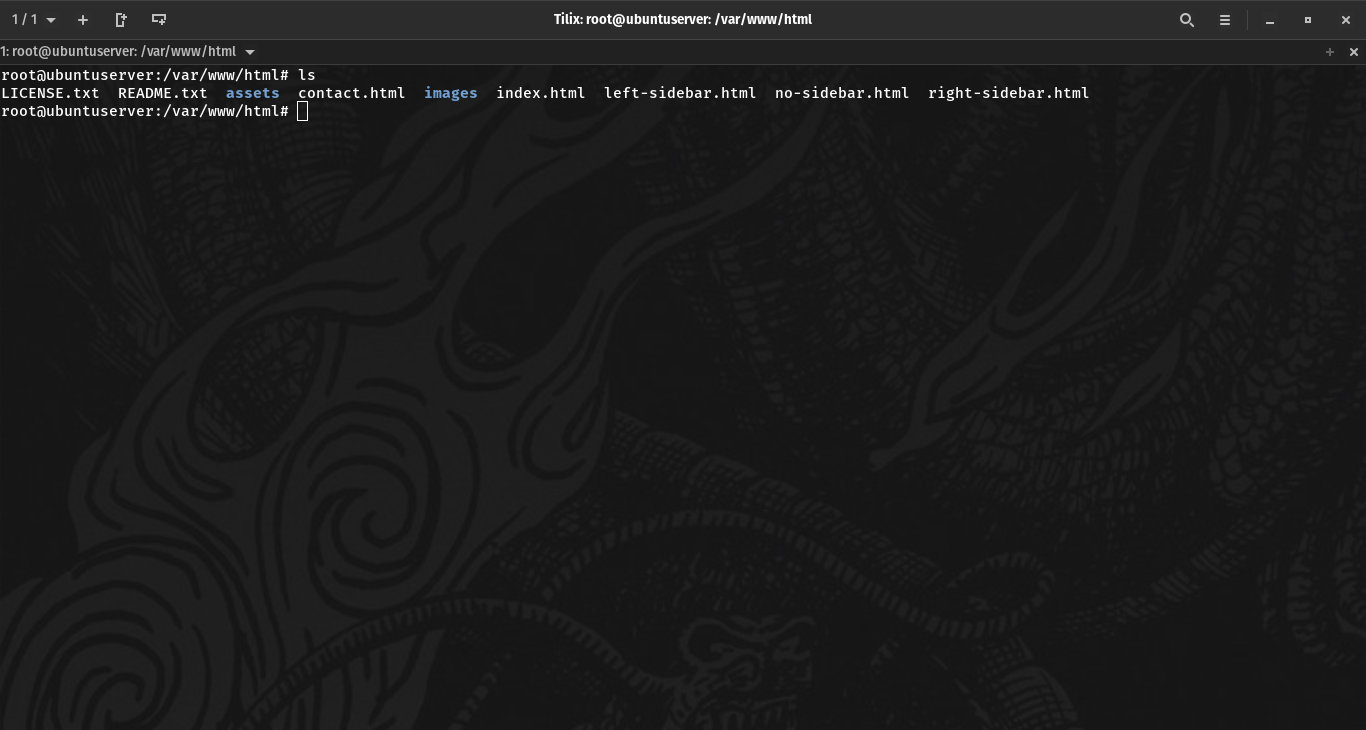 1 / 1
Tilix: root@ubuntuserver: /var/www/html
1: root@ubuntuserver: /var/www/html
root@ubuntuserver:/var/www/html# ls
LICENSE.txt  README.txt  assets  contact.html  images  index.html  left-sidebar.html  no-sidebar.html  right-sidebar.html
root@ubuntuserver:/var/www/html#